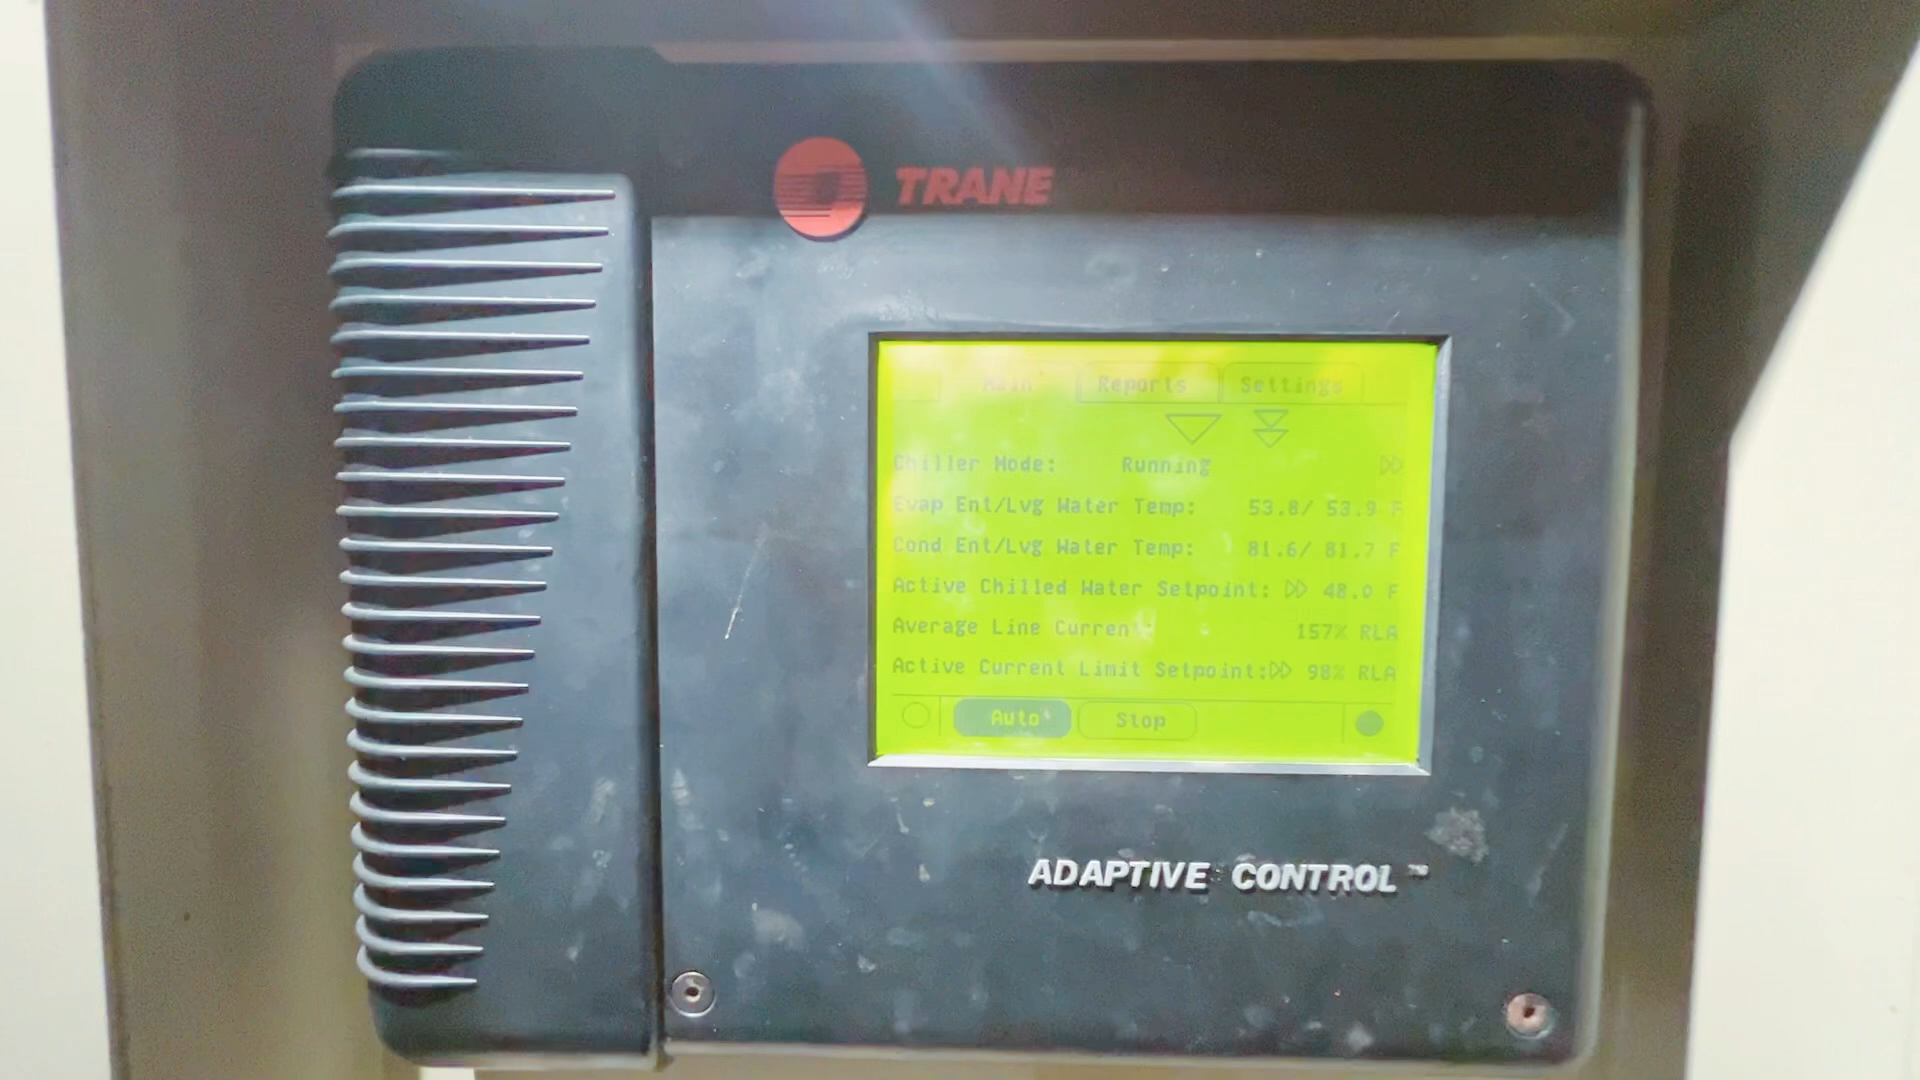 TRANE
Main Reports Settings
Chiller Mode: Running
Evap Ent/Lvg Water Temp: 53.8/ 53.9 F
Cond Ent/Lvg Water Temp: 81.6/ 81.7 F
Active Chilled Water Setpoint: 48.0 F
Average Line Current: 157% RLA
Active Current Limit Setpoint: 98% RLA
Auto Stop
ADAPTIVE CONTROL™